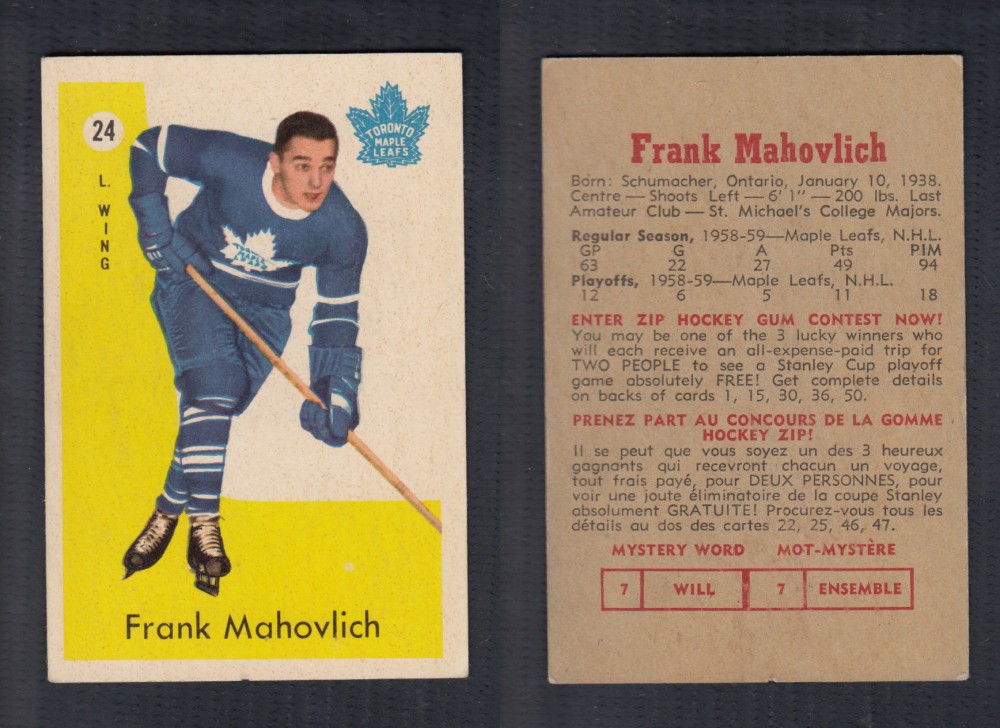 24
L. WING
TORONTO
MAPLE
LEAFS
TORONTO
MAPLE
LEAFS
Frank Mahovlich
Frank Mahovlich
Born: Schumacher, Ontario, January 10, 1938.
Centre — Shoots Left — 6' 1" — 200 lbs. Last
Amateur Club — St. Michael's College Majors.
Regular Season, 1958-59—Maple Leafs, N.H.L.
GP G A Pts PIM
63 22 27 49 94
Playoffs, 1958-59—Maple Leafs, N.H.L.
12 6 5 11 18
ENTER ZIP HOCKEY GUM CONTEST NOW!
You may be one of the 3 lucky winners who
will each receive an all-expense-paid trip for
TWO PEOPLE to see a Stanley Cup playoff
game absolutely FREE! Get complete details
on backs of cards 1, 15, 30, 36, 50.
PRENEZ PART AU CONCOURS DE LA GOMME
HOCKEY ZIP!
Il se peut que vous soyez un des 3 heureux
gagnants qui recevront chacun un voyage,
tout frais payé, pour DEUX PERSONNES, pour
voir une joute éliminatoire de la coupe Stanley
absolument GRATUITE! Procurez-vous tous les
détails au dos des cartes 22, 25, 46, 47.
MYSTERY WORD MOT-MYSTÈRE
7 WILL 7 ENSEMBLE